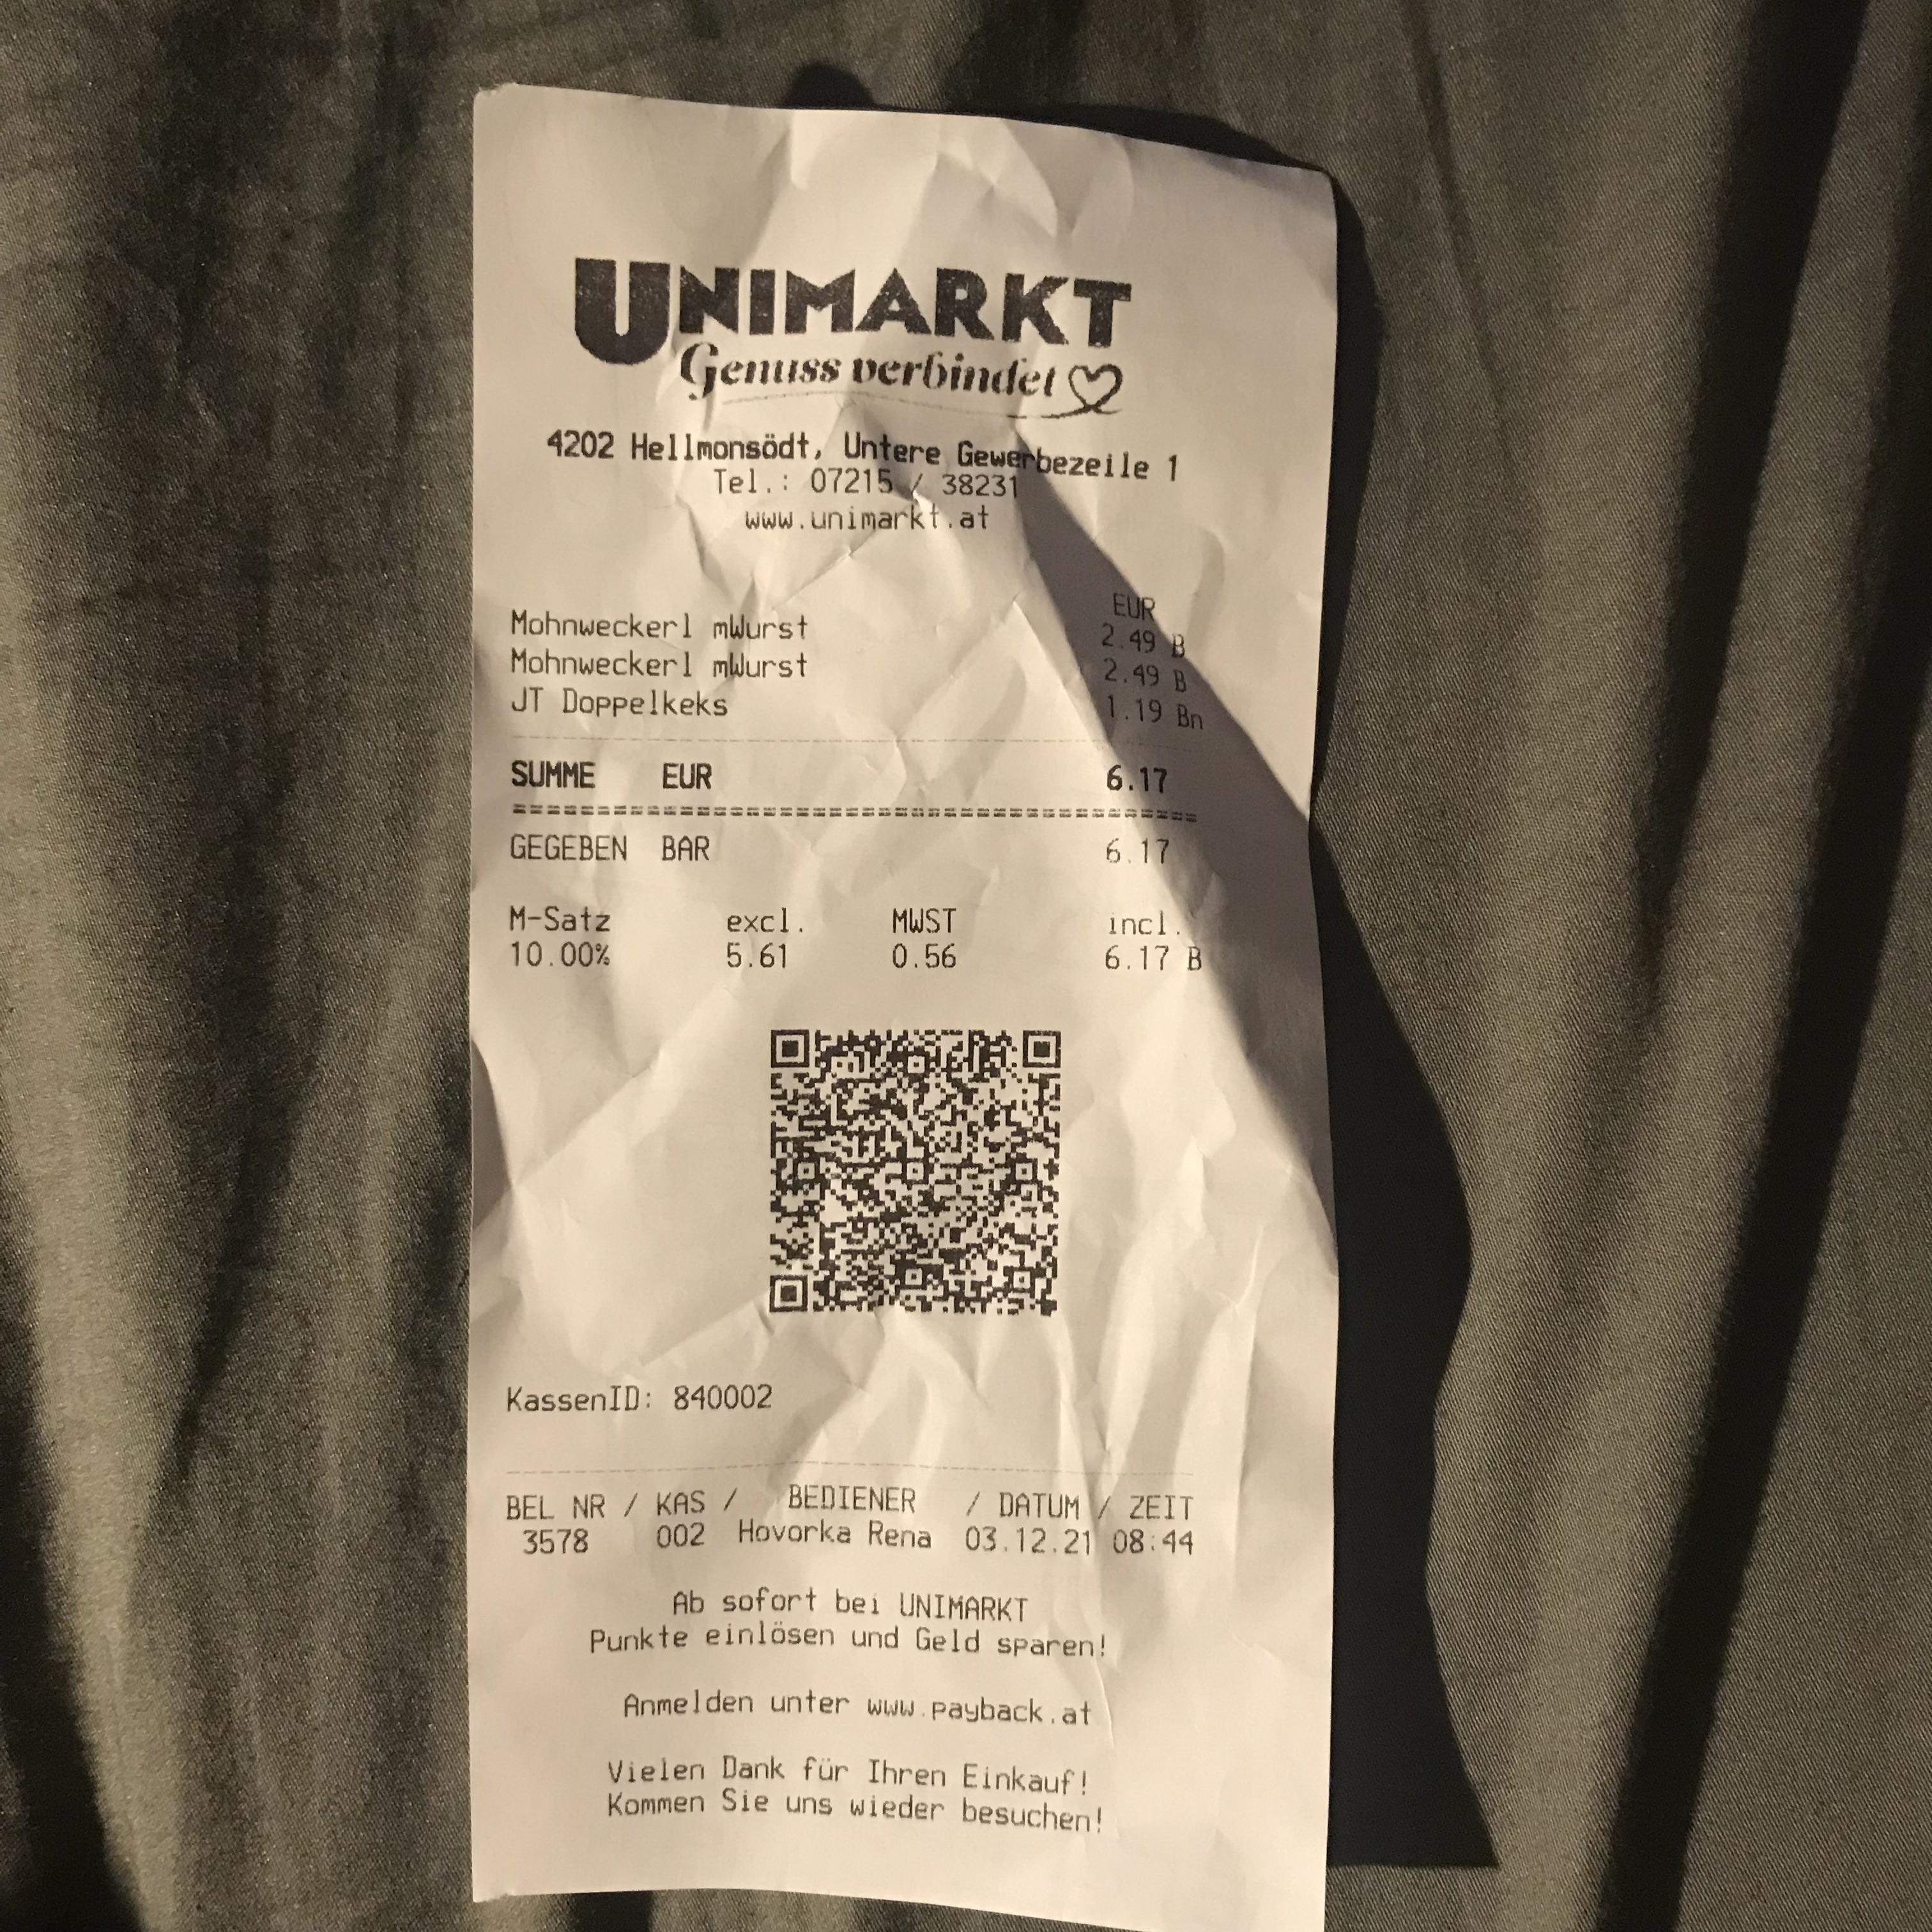 UNIMARKT
Genuss verbindet
4202 Hellmonsödt, Untere Gewerbezeile 1
Tel.: 07215 / 38231
www.unimarkt.at
EUR
Mohnweckerl mWurst 2.49 B
Mohnweckerl mWurst 2.49 B
JT Doppelkeks 1.19 Bn
SUMME EUR 6.17
GEGEBEN BAR 6.17
M-Satz excl. MWST incl.
10.00% 5.61 0.56 6.17 B
KassenID: 840002
BEL NR / KAS / BEDIENER / DATUM / ZEIT
3578 002 Hovorka Rena 03.12.21 08:44
Ab sofort bei UNIMARKT
Punkte einlösen und Geld sparen!
Anmelden unter www.payback.at
Vielen Dank für Ihren Einkauf!
Kommen Sie uns wieder besuchen!